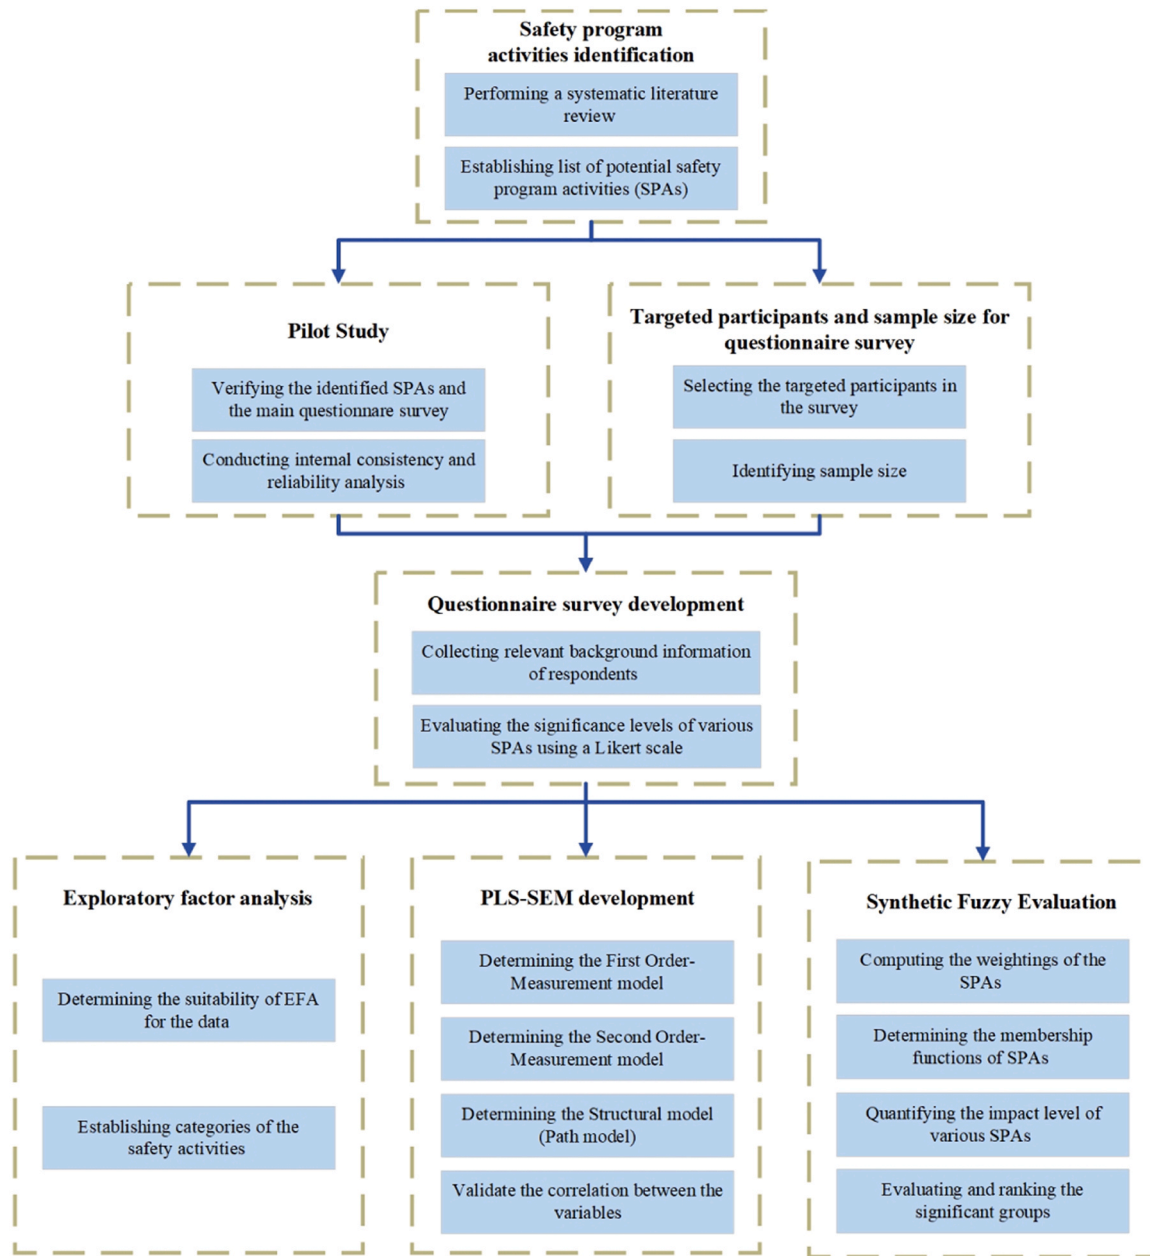 Safety program
activities identification
Performing a systematic literature
review
Establishing list of potential safety
program activities (SPAs)
Pilot Study
Verifying the identified SPAs and
the main questionnare survey
Conducting internal consistency and
reliability analysis
Targeted participants and sample size for
questionnaire survey
Selecting the targeted participants in
the survey
Identifying sample size
Questionnaire survey development
Collecting relevant background information
of respondents
Evaluating the significance levels of various
SPAs using a Likert scale
Exploratory factor analysis
Determining the suitability of EFA
for the data
Establishing categories of the
safety activities
PLS-SEM development
Determining the First Order-
Measurement model
Determining the Second Order-
Measurement model
Determining the Structural model
(Path model)
Validate the correlation between the
variables
Synthetic Fuzzy Evaluation
Computing the weightings of the
SPAs
Determining the membership
functions of SPAs
Quantifying the impact level of
various SPAs
Evaluating and ranking the
significant groups